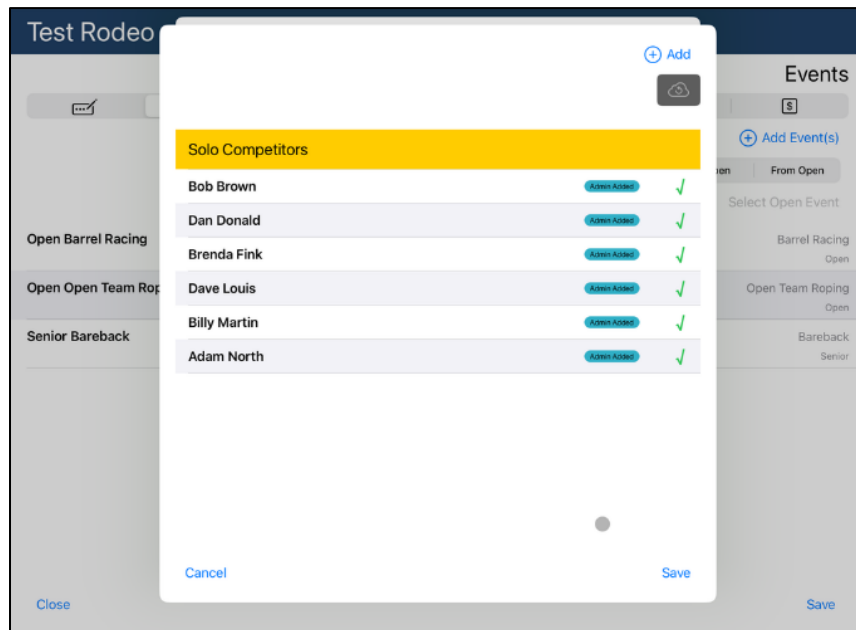 Test Rodeo
Add
Events
Add Event(s)
Solo Competitors
From Open
Bob Brown Admin Added
Select Open Event
Dan Donald Admin Added
Open Barrel Racing
Brenda Fink Admin Added
Barrel Racing
Open
Open Open Team Rop
Dave Louis Admin Added
Open Team Roping
Open
Billy Martin Admin Added
Senior Bareback
Bareback
Adam North Admin Added
Senior
Cancel
Save
Close
Save